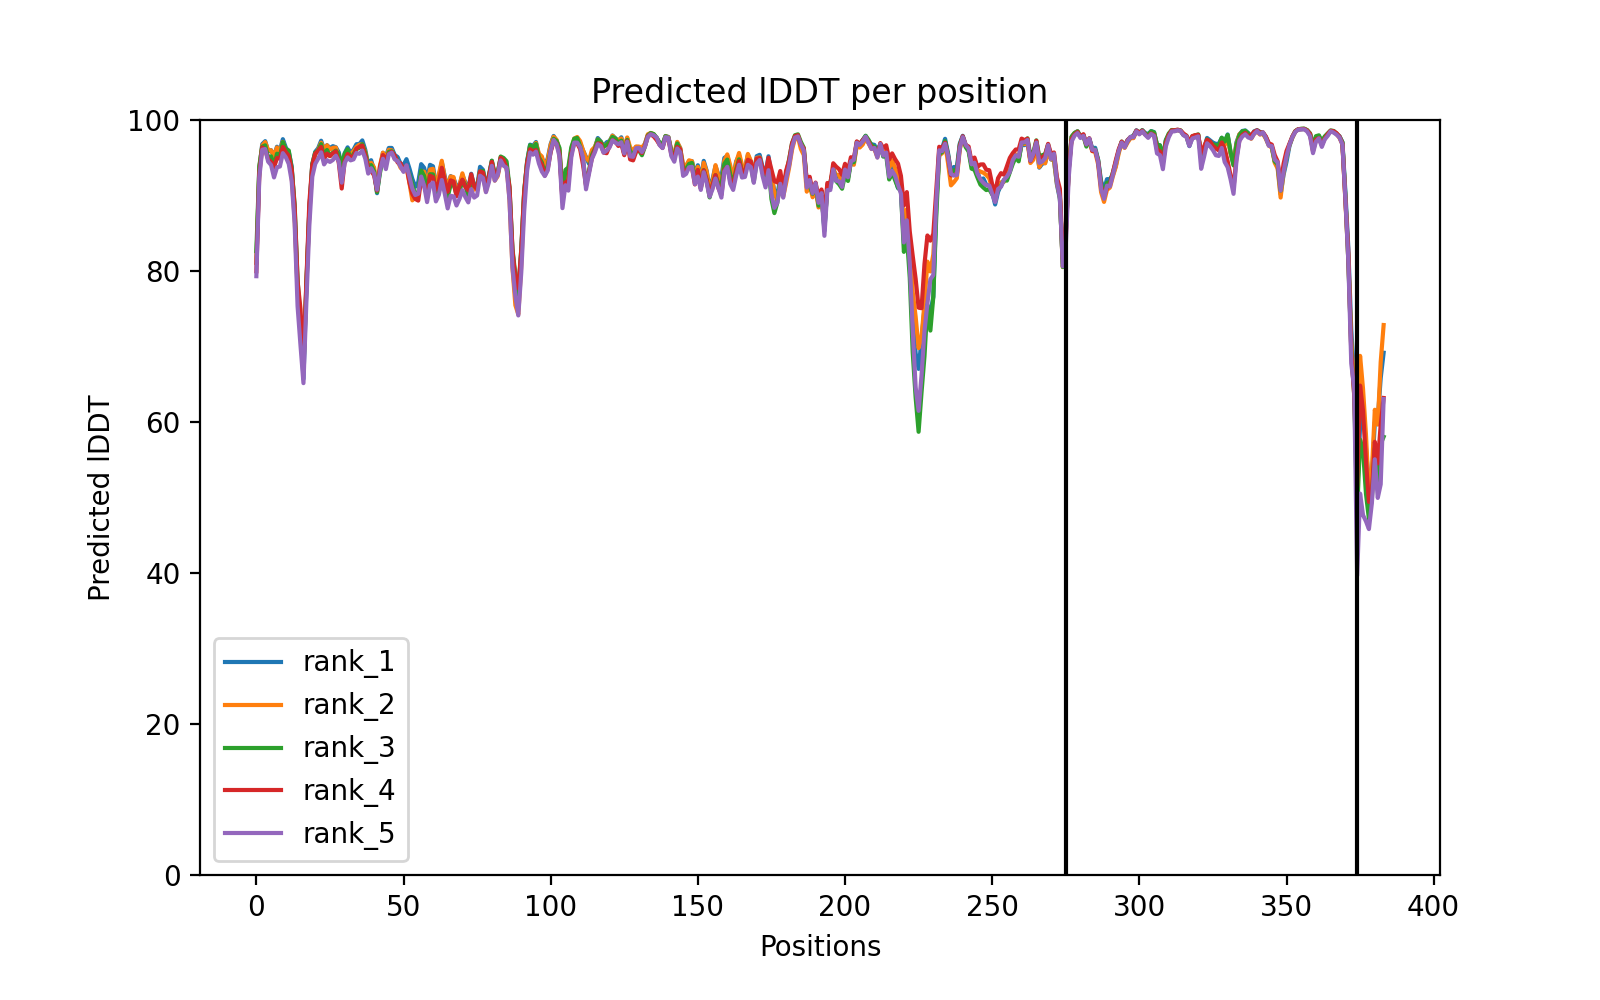 Predicted lDDT per position
Predicted lDDT
100
80
60
40
20
0
rank_1
rank_2
rank_3
rank_4
rank_5
0 50 100 150 200 250 300 350 400
Positions